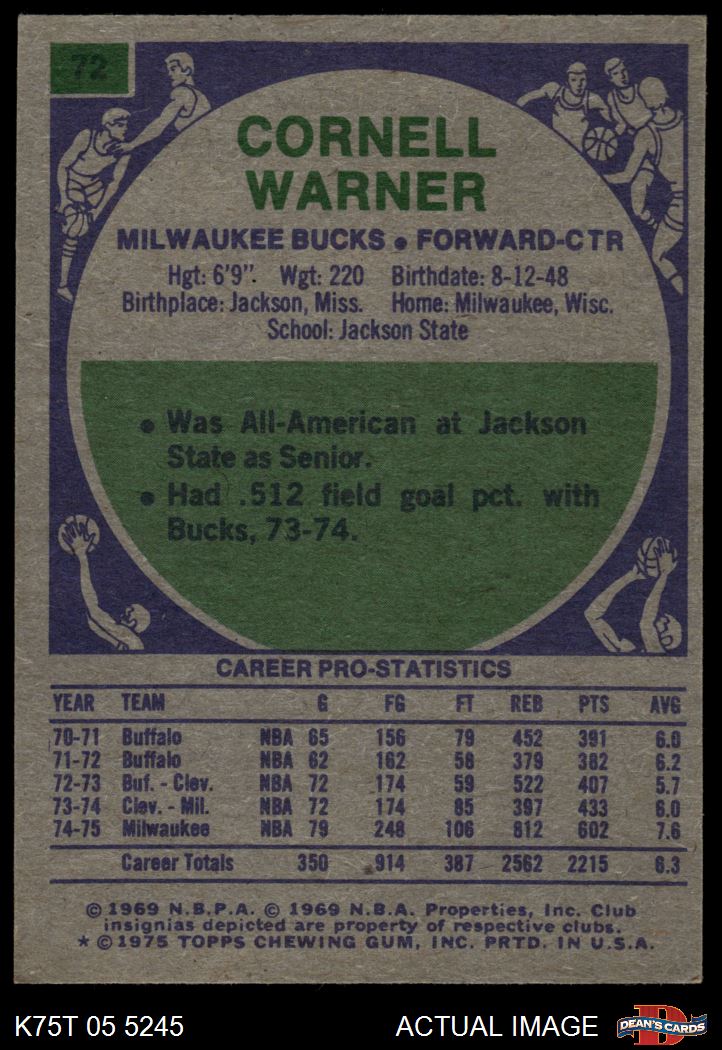 72
CORNELL
WARNER
MILWAUKEE BUCKS • FORWARD-CTR
Hgt: 6'9". Wgt: 220 Birthdate: 8-12-48
Birthplace: Jackson, Miss. Home: Milwaukee, Wisc.
School: Jackson State
• Was All-American at Jackson
State as Senior.
• Had .512 field goal pct. with
Bucks, 73-74.
CAREER PRO-STATISTICS
YEAR TEAM G FG FT REB PTS AVG
70-71 Buffalo NBA 65 156 79 452 391 6.0
71-72 Buffalo NBA 62 162 58 379 382 6.2
72-73 Buf. - Clev. NBA 72 174 59 522 407 5.7
73-74 Clev. - Mil. NBA 72 174 85 397 433 6.0
74-75 Milwaukee NBA 79 248 106 812 602 7.6
Career Totals 350 914 387 2562 2215 6.3
© 1969 N.B.P.A. © 1969 N.B.A. Properties, Inc. Club
insignias depicted are property of respective clubs.
★ © 1975 TOPPS CHEWING GUM, INC. PRTD. IN U.S.A.
K75T 05 5245 ACTUAL IMAGE DEAN'S CARDS